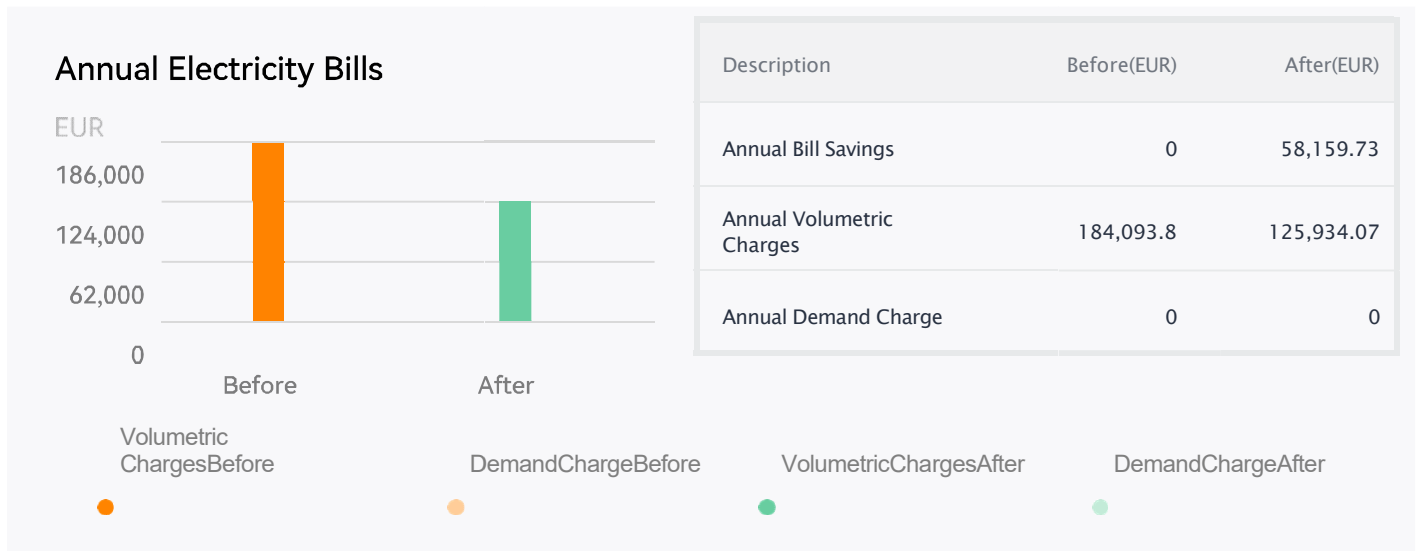 Annual Electricity Bills
EUR
186,000
124,000
62,000
0
Before
After
Description Before(EUR) After(EUR)
Annual Bill Savings 0 58,159.73
Annual Volumetric
Charges 184,093.8 125,934.07
Annual Demand Charge 0 0
Volumetric
ChargesBefore
DemandChargeBefore
VolumetricChargesAfter
DemandChargeAfter